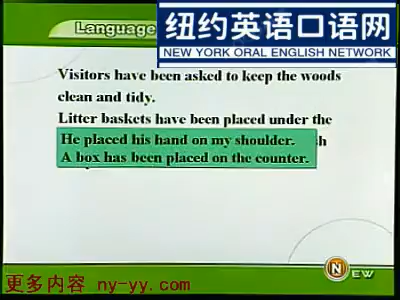 Language
纽约英语口语网
NEW YORK ORAL ENGLISH NETWORK
Visitors have been asked to keep the woods
clean and tidy.
Litter baskets have been placed under the
He placed his hand on my shoulder.
A box has been placed on the counter.
NEW
更多内容 ny-yy.com